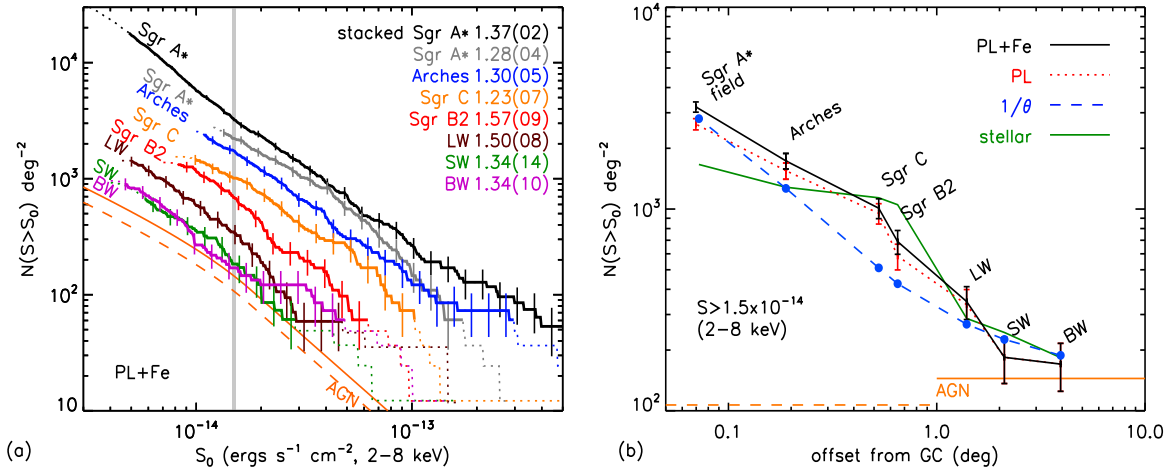 Sgr A*
Sgr A*
Arches
Sgr C
Sgr B2
LW
SW
BW
stacked Sgr A* 1.37(02)
Sgr A* 1.28(04)
Arches 1.30(05)
Sgr C 1.23(07)
Sgr B2 1.57(09)
LW 1.50(08)
SW 1.34(14)
BW 1.34(10)
PL+Fe
AGN
N(S>S₀) deg⁻²
10⁴
10³
10²
10
10⁻¹⁴
10⁻¹³
S₀ (ergs s⁻¹ cm⁻², 2−8 keV)
(a)
Sgr A*
field
Arches
Sgr C
Sgr B2
LW
SW
BW
PL+Fe
PL
1/θ
stellar
S>1.5x10⁻¹⁴
(2−8 keV)
AGN
N(S>S₀) deg⁻²
10⁴
10³
10²
0.1
1.0
10.0
offset from GC (deg)
(b)